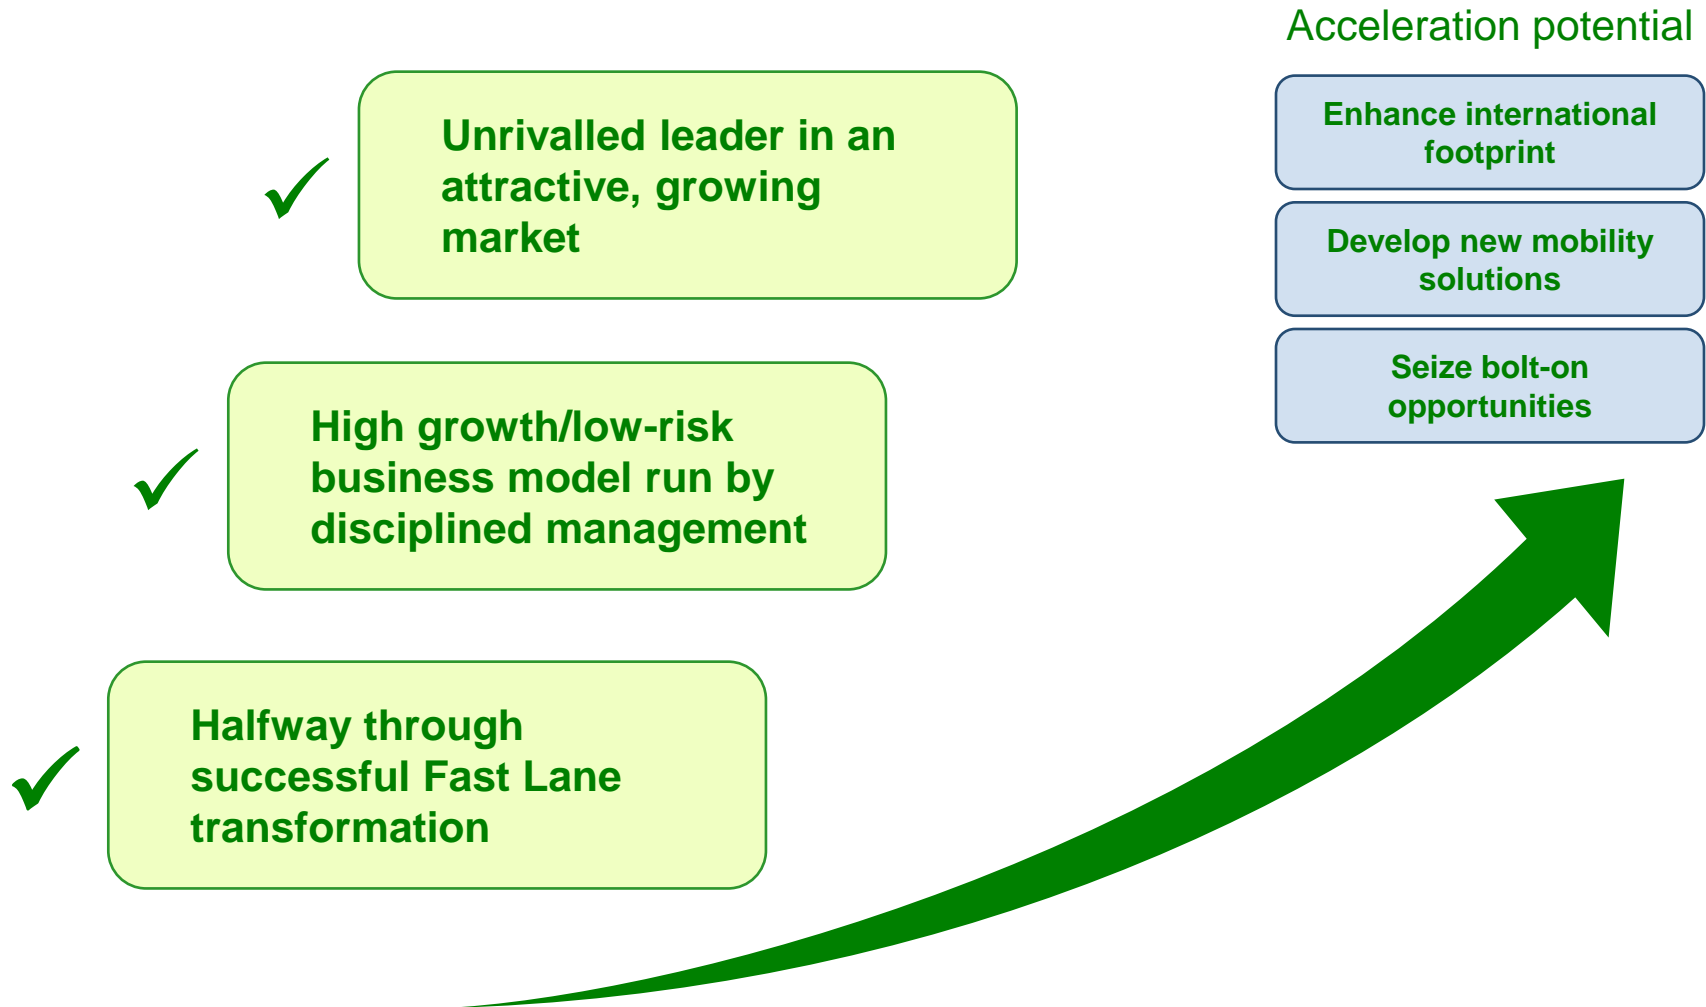 Acceleration potential
Unrivalled leader in an
attractive, growing
market
Enhance international
footprint
Develop new mobility
solutions
Seize bolt-on
opportunities
High growth/low-risk
business model run by
disciplined management
Halfway through
successful Fast Lane
transformation